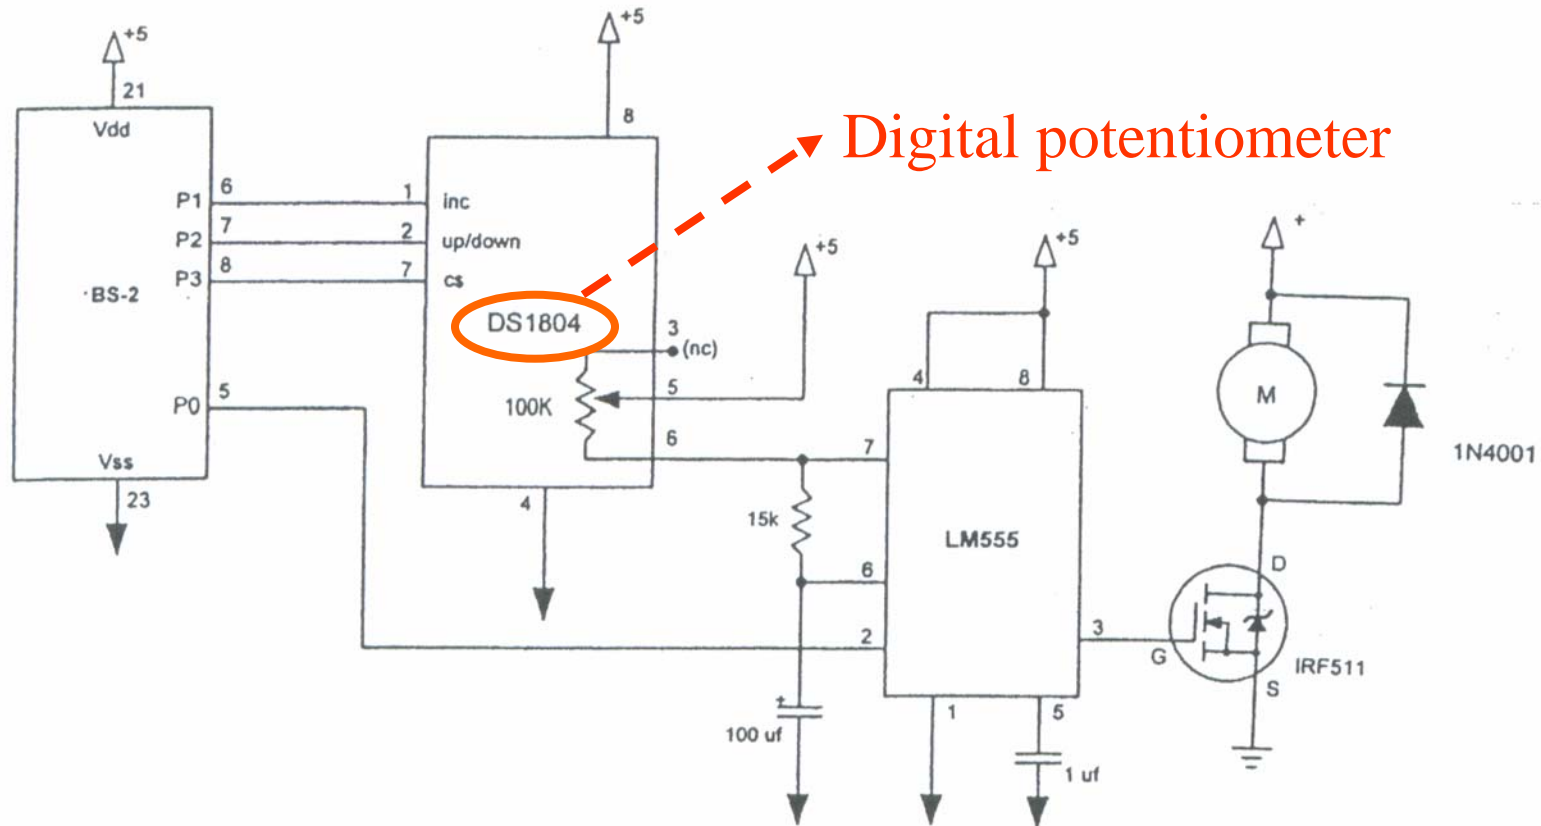 +5
21
Vdd
P1 6
P2 7
P3 8
BS-2
P0 5
Vss
23
+5
8
1 inc
2 up/down
7 cs
DS1804
3
(nc)
100K
5
6
4
Digital potentiometer
+5
+5
4 8
7
15k
6
LM555
2
3
+
100 uf
1 5
1 uf
+
M
1N4001
D
G
S
IRF511